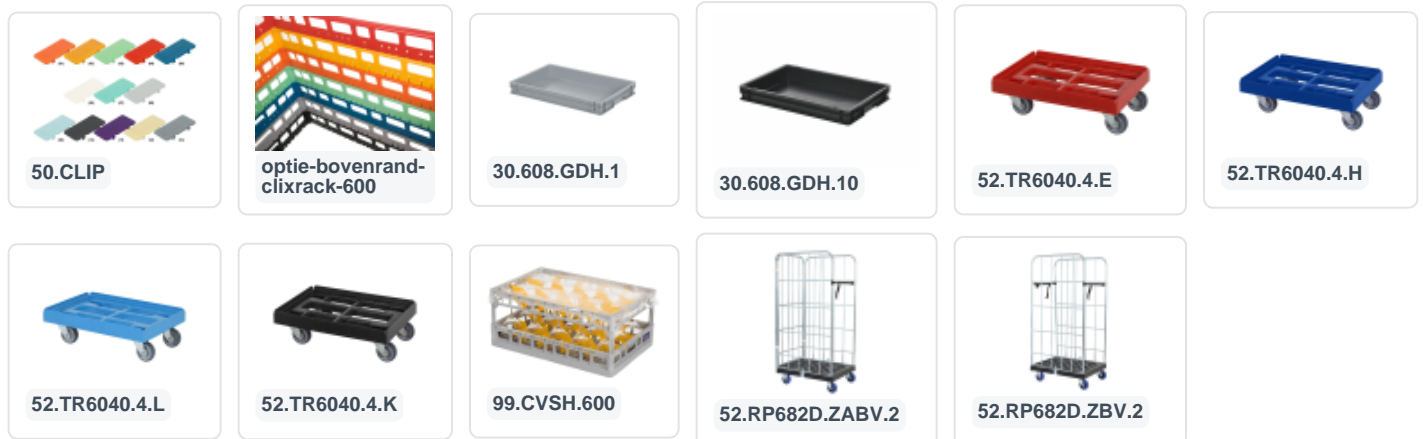 50.CLIP
optie-bovenrand-
clixrack-600
30.608.GDH.1
30.608.GDH.10
52.TR6040.4.E
52.TR6040.4.H
52.TR6040.4.L
52.TR6040.4.K
99.CVSH.600
52.RP682D.ZABV.2
52.RP682D.ZBV.2